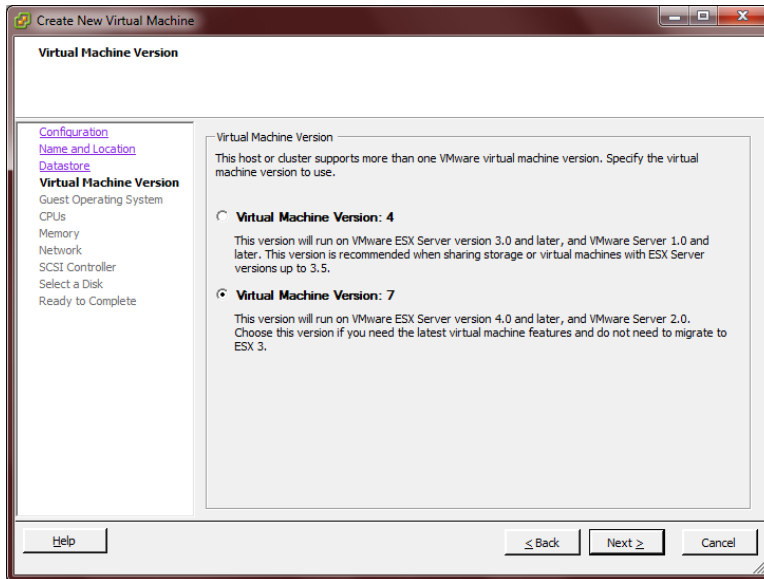 Create New Virtual Machine
Virtual Machine Version
Configuration
Name and Location
Datastore
Virtual Machine Version
Guest Operating System
CPUs
Memory
Network
SCSI Controller
Select a Disk
Ready to Complete
Virtual Machine Version
This host or cluster supports more than one VMware virtual machine version. Specify the virtual
machine version to use.
Virtual Machine Version: 4
This version will run on VMware ESX Server version 3.0 and later, and VMware Server 1.0 and
later. This version is recommended when sharing storage or virtual machines with ESX Server
versions up to 3.5.
Virtual Machine Version: 7
This version will run on VMware ESX Server version 4.0 and later, and VMware Server 2.0.
Choose this version if you need the latest virtual machine features and do not need to migrate to
ESX 3.
Help
< Back
Next >
Cancel